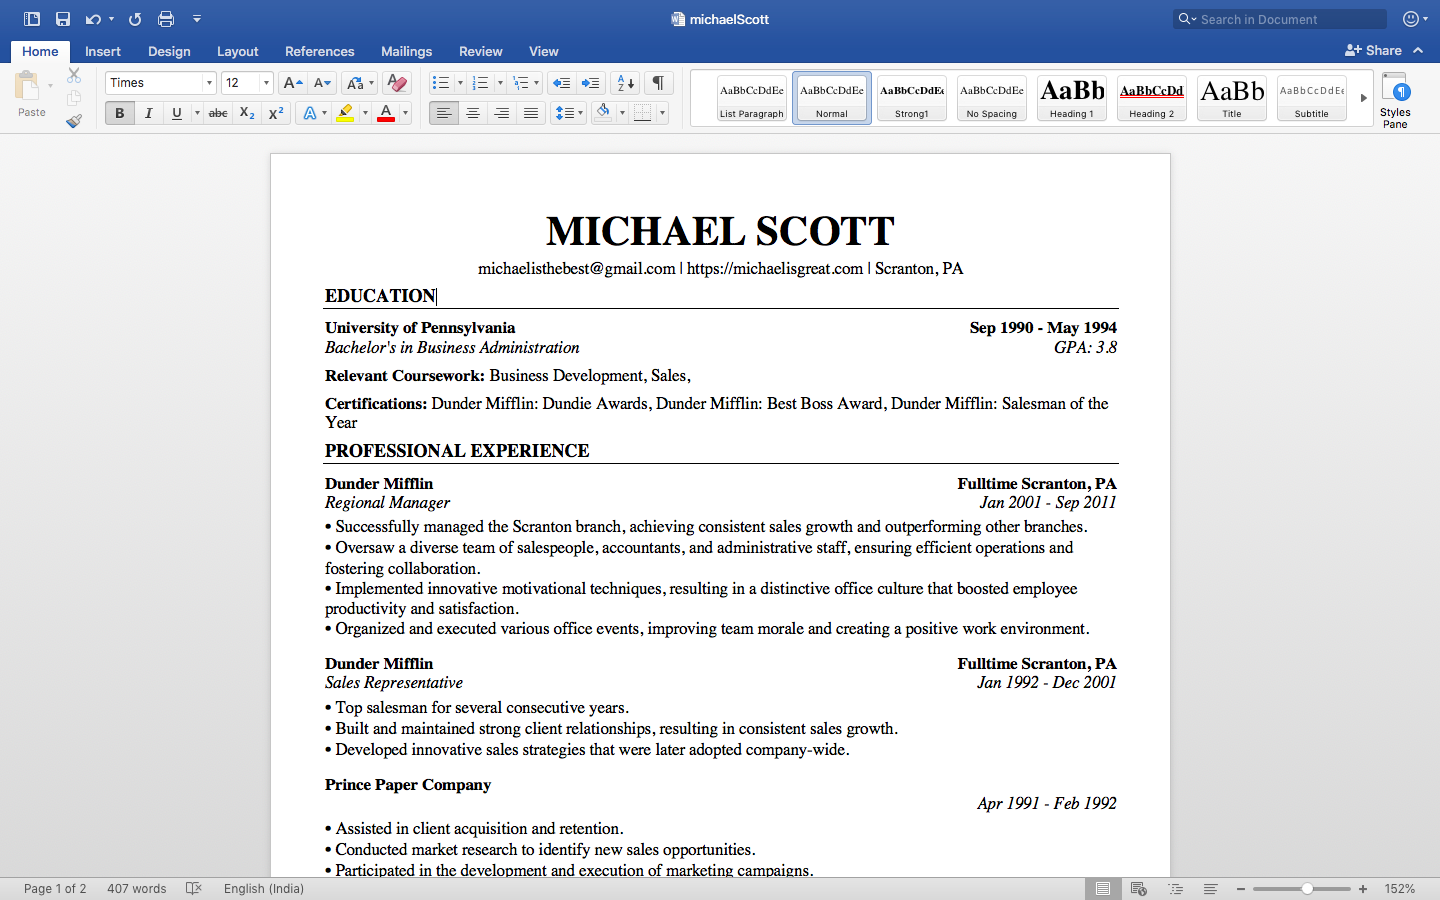 michaelScott
Search in Document
Home Insert Design Layout References Mailings Review View
Share
Paste
Times
12
A A Aa A
A Z
B I U abc X2 X2 A A
AaBbCcDdEe AaBbCcDdEe AaBbCcDdEe AaBbCcDdEe AaBb AaBbCcDd AaBb AaBbCcDdEe
List Paragraph Normal Strong1 No Spacing Heading 1 Heading 2 Title Subtitle
Styles
Pane
MICHAEL SCOTT
michaelisthebest@gmail.com | https://michaelisgreat.com | Scranton, PA
EDUCATION
University of Pennsylvania Sep 1990 - May 1994
Bachelor's in Business Administration GPA: 3.8
Relevant Coursework: Business Development, Sales,
Certifications: Dunder Mifflin: Dundie Awards, Dunder Mifflin: Best Boss Award, Dunder Mifflin: Salesman of the
Year
PROFESSIONAL EXPERIENCE
Dunder Mifflin Fulltime Scranton, PA
Regional Manager Jan 2001 - Sep 2011
• Successfully managed the Scranton branch, achieving consistent sales growth and outperforming other branches.
• Oversaw a diverse team of salespeople, accountants, and administrative staff, ensuring efficient operations and
fostering collaboration.
• Implemented innovative motivational techniques, resulting in a distinctive office culture that boosted employee
productivity and satisfaction.
• Organized and executed various office events, improving team morale and creating a positive work environment.
Dunder Mifflin Fulltime Scranton, PA
Sales Representative Jan 1992 - Dec 2001
• Top salesman for several consecutive years.
• Built and maintained strong client relationships, resulting in consistent sales growth.
• Developed innovative sales strategies that were later adopted company-wide.
Prince Paper Company
Apr 1991 - Feb 1992
• Assisted in client acquisition and retention.
• Conducted market research to identify new sales opportunities.
• Participated in the development and execution of marketing campaigns.
Page 1 of 2 407 words English (India) 152%